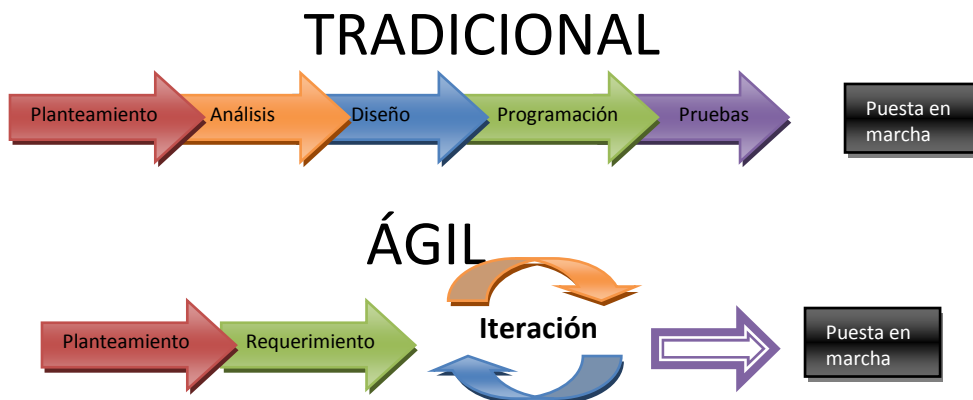 TRADICIONAL
Planteamiento
Análisis
Diseño
Programación
Pruebas
Puesta en
marcha
ÁGIL
Planteamiento
Requerimiento
Iteración
Puesta en
marcha